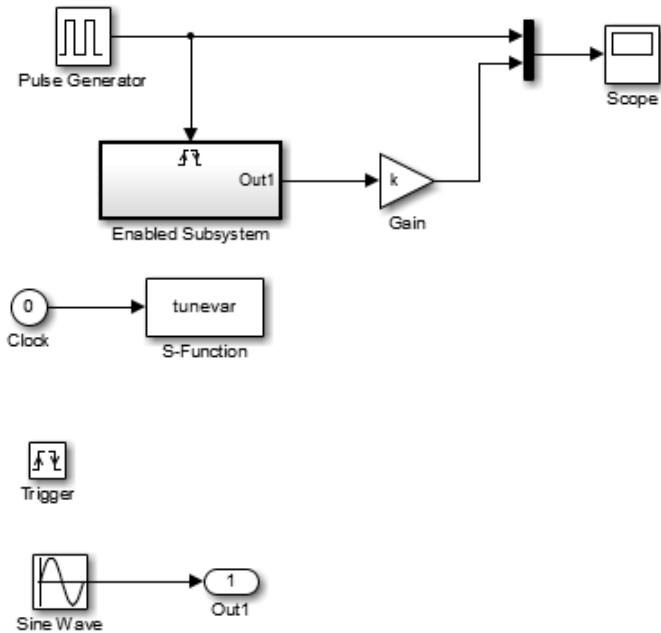 Pulse Generator
Scope
Out1
Enabled Subsystem
k
Gain
0
Clock
tunevar
S-Function
Trigger
Sine Wave
1
Out1